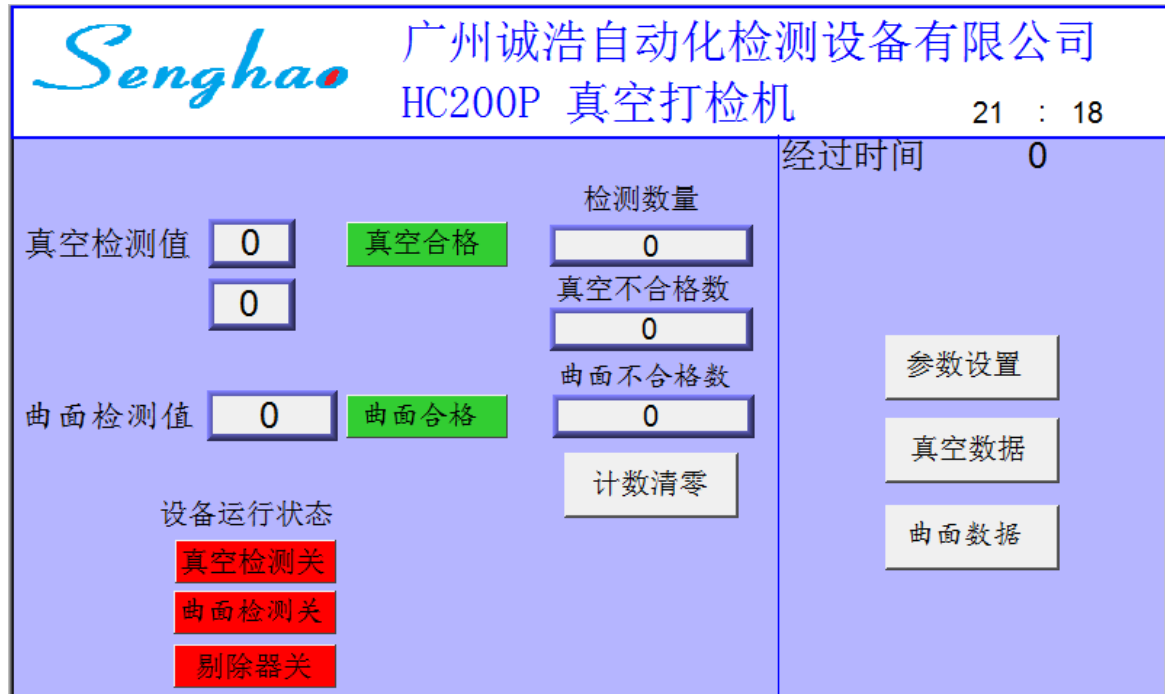 Senghao
广州诚浩自动化检测设备有限公司
HC200P 真空打检机
21 : 18
经过时间 0
检测数量
真空检测值 0 真空合格 0
真空不合格数
0 0
曲面不合格数
曲面检测值 0 曲面合格 0
计数清零
设备运行状态
真空检测关
曲面检测关
剔除器关
参数设置
真空数据
曲面数据